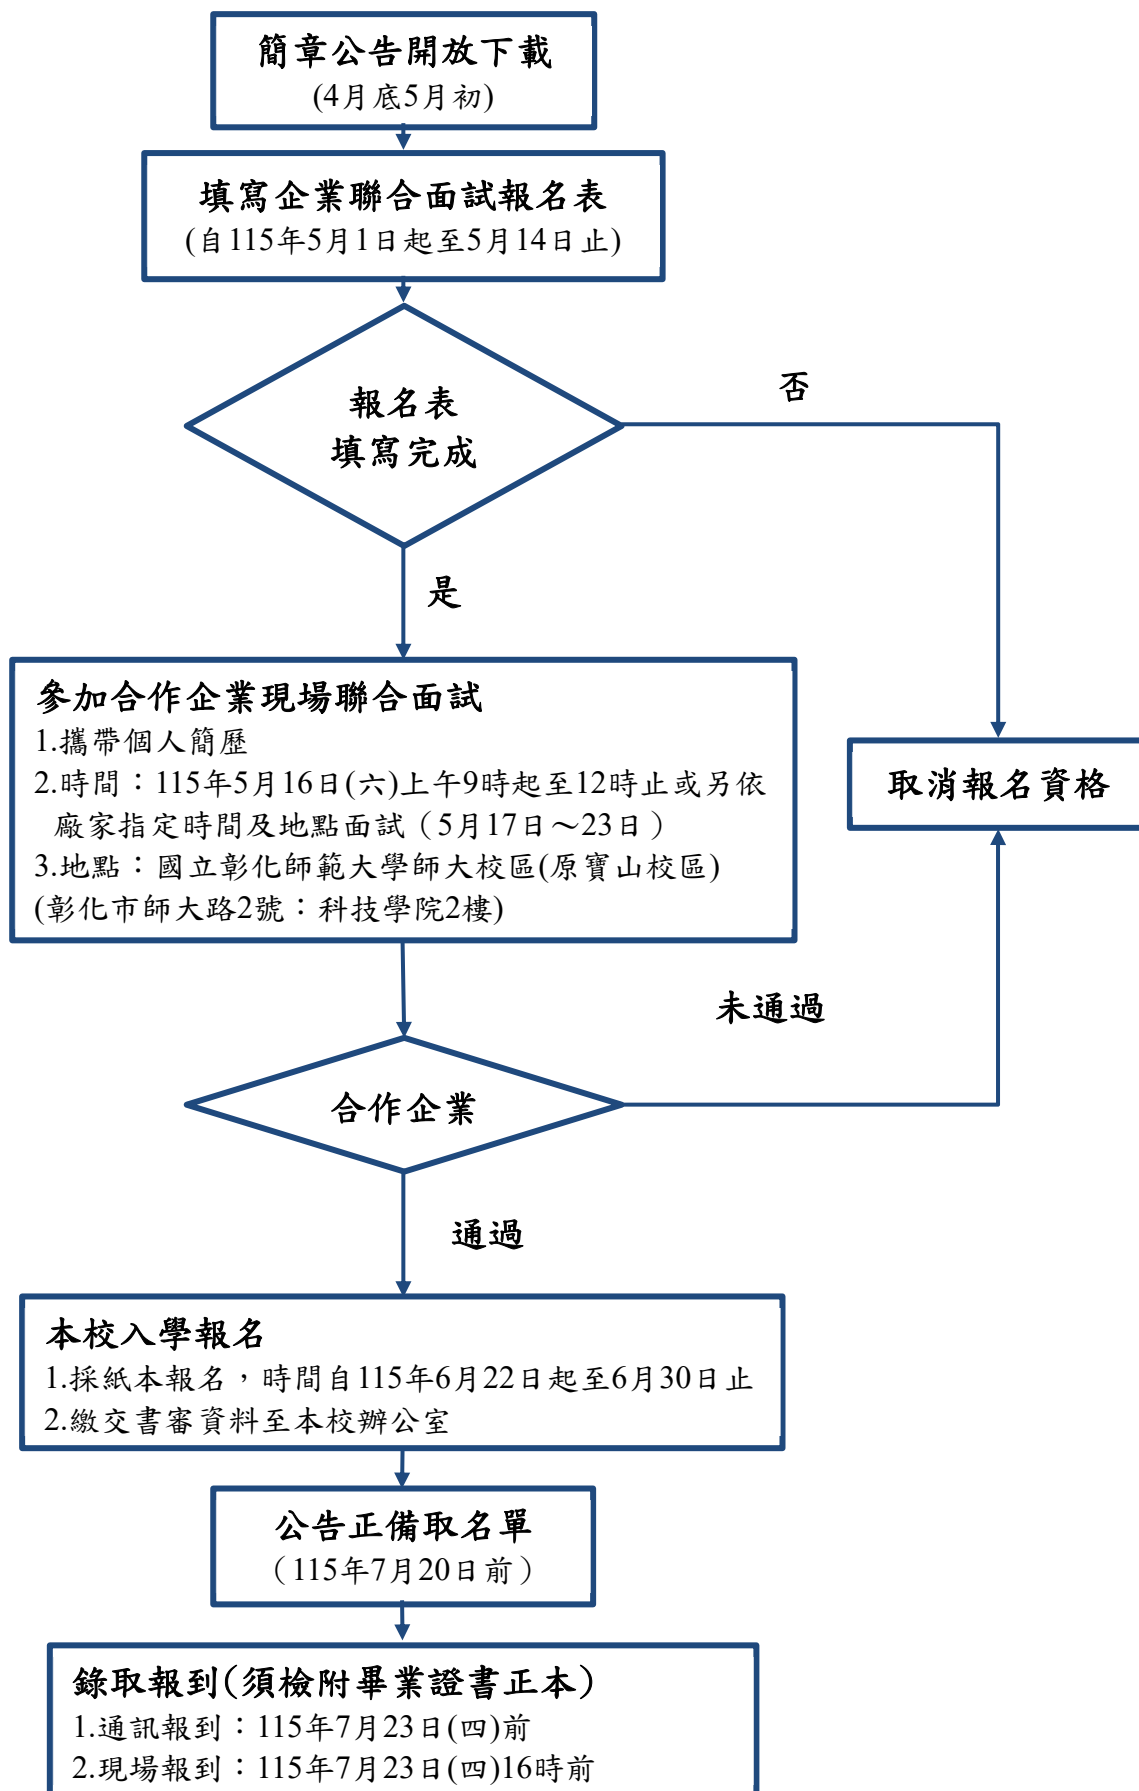 簡章公告開放下載
(4月底5月初)
填寫企業聯合面試報名表
(自115年5月1日起至5月14日止)
報名表
填寫完成
否
是
參加合作企業現場聯合面試
1.攜帶個人簡歷
2.時間：115年5月16日(六)上午9時起至12時止或另依
廠家指定時間及地點面試（5月17日～23日）
3.地點：國立彰化師範大學師大校區(原寶山校區)
(彰化市師大路2號：科技學院2樓)
取消報名資格
未通過
合作企業
通過
本校入學報名
1.採紙本報名，時間自115年6月22日起至6月30日止
2.繳交書審資料至本校辦公室
公告正備取名單
（115年7月20日前）
錄取報到(須檢附畢業證書正本)
1.通訊報到：115年7月23日(四)前
2.現場報到：115年7月23日(四)16時前